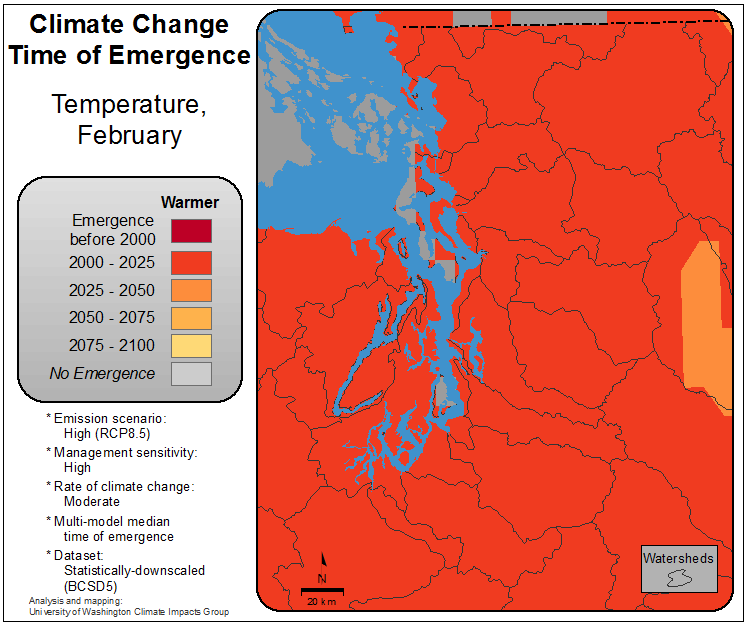 Climate Change
Time of Emergence
Temperature,
February
Warmer
Emergence
before 2000
2000 - 2025
2025 - 2050
2050 - 2075
2075 - 2100
No Emergence
* Emission scenario:
High (RCP8.5)
* Management sensitivity:
High
* Rate of climate change:
Moderate
* Multi-model median
time of emergence
* Dataset:
Statistically-downscaled
(BCSD5)
Analysis and mapping:
University of Washington Climate Impacts Group
N
20 km
Watersheds